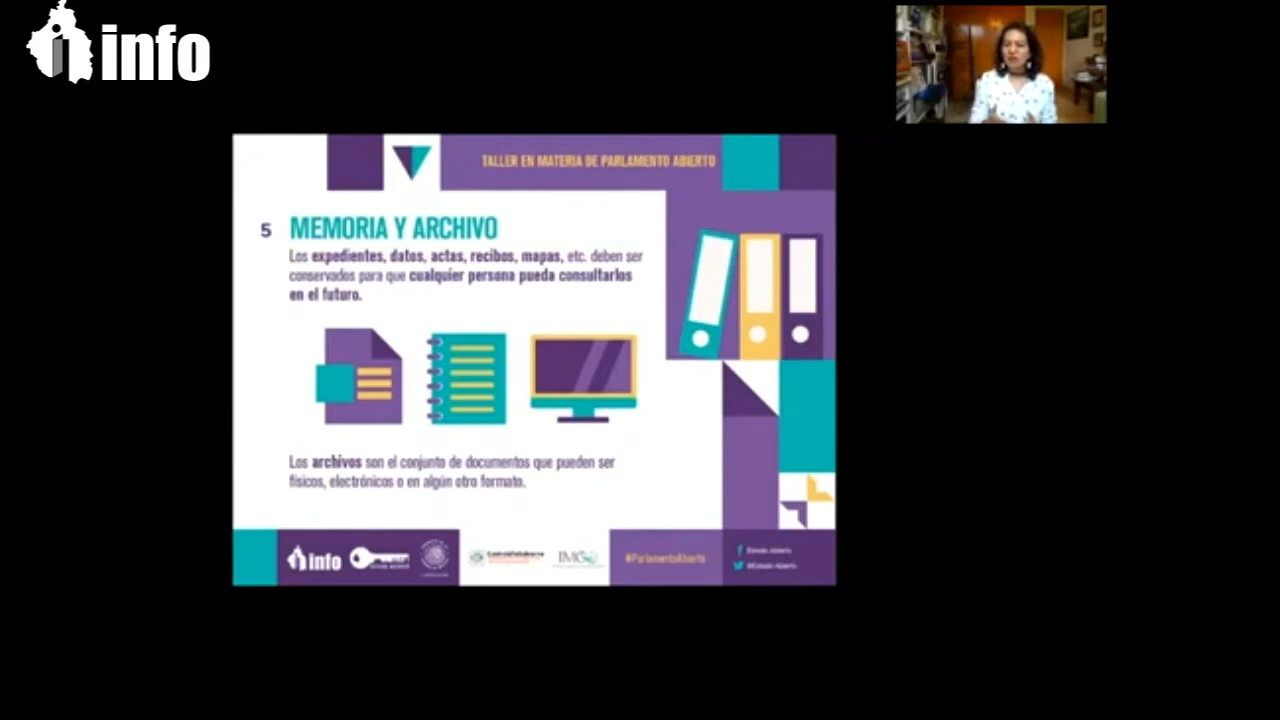 info
TALLER EN MATERIA DE PARLAMENTO ABIERTO
5 MEMORIA Y ARCHIVO
Los expedientes, datos, actas, recibos, mapas, etc. deben ser
conservados para que cualquier persona pueda consultarlos
en el futuro.
Los archivos son el conjunto de documentos que pueden ser
físicos, electrónicos o en algún otro formato.
info
#ParlamentoAbierto